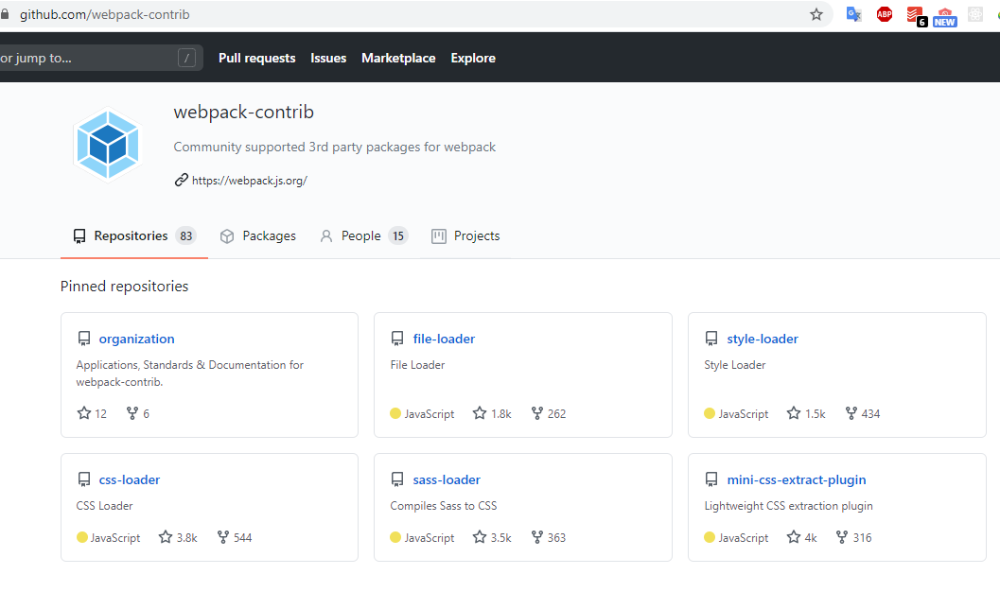 github.com/webpack-contrib
ABP
6
NEW
or jump to...
/
Pull requests Issues Marketplace Explore
webpack-contrib
Community supported 3rd party packages for webpack
https://webpack.js.org/
Repositories 83 Packages People 15 Projects
Pinned repositories
organization
Applications, Standards & Documentation for
webpack-contrib.
12 6
file-loader
File Loader
JavaScript 1.8k 262
style-loader
Style Loader
JavaScript 1.5k 434
css-loader
CSS Loader
JavaScript 3.8k 544
sass-loader
Compiles Sass to CSS
JavaScript 3.5k 363
mini-css-extract-plugin
Lightweight CSS extraction plugin
JavaScript 4k 316